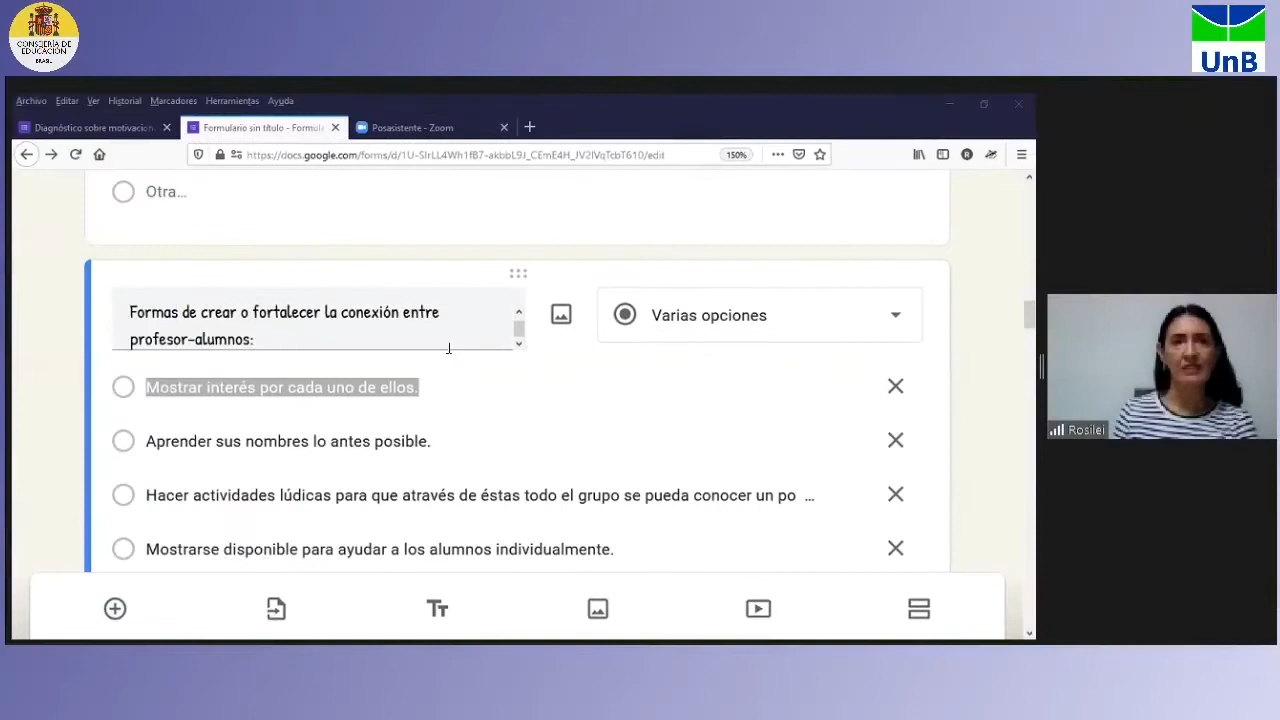 CONSEJERÍA DE
EDUCACIÓN
BRASIL
UnB
Archivo Editar Ver Historial Marcadores Herramientas Ayuda
Diagnóstico sobre motivacion
Formulario sin título - Formula
Posasistente - Zoom
150%
Otra...
Formas de crear o fortalecer la conexión entre
profesor-alumnos:
Varias opciones
Mostrar interés por cada uno de ellos.
Aprender sus nombres lo antes posible.
Hacer actividades lúdicas para que através de éstas todo el grupo se pueda conocer un po ...
Mostrarse disponible para ayudar a los alumnos individualmente.
Rosilei